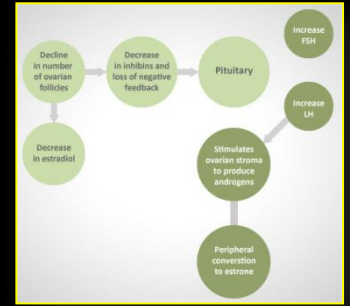 Increase
FSH
Decline
in number
of ovarian
follicles
Decrease
in inhibins and
loss of negative
feedback
Pituitary
Increase
LH
Decrease
in estradiol
Stimulates
ovarian stroma
to produce
androgens
Peripheral
converstion
to estrone